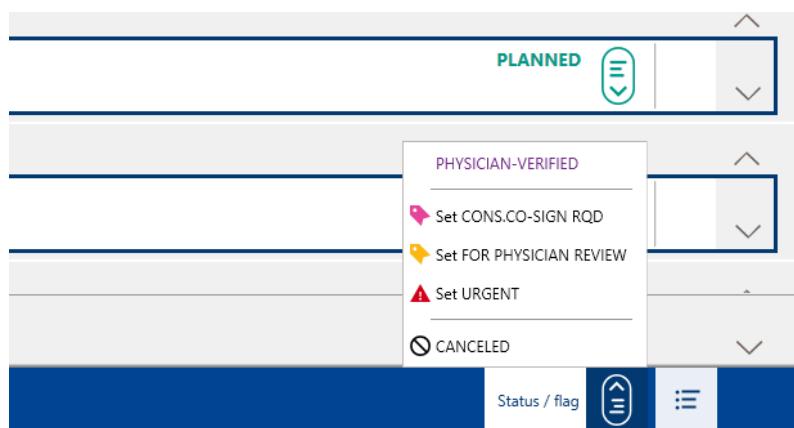 PLANNED
PHYSICIAN-VERIFIED
Set CONS.CO-SIGN RQD
Set FOR PHYSICIAN REVIEW
Set URGENT
CANCELED
Status / flag